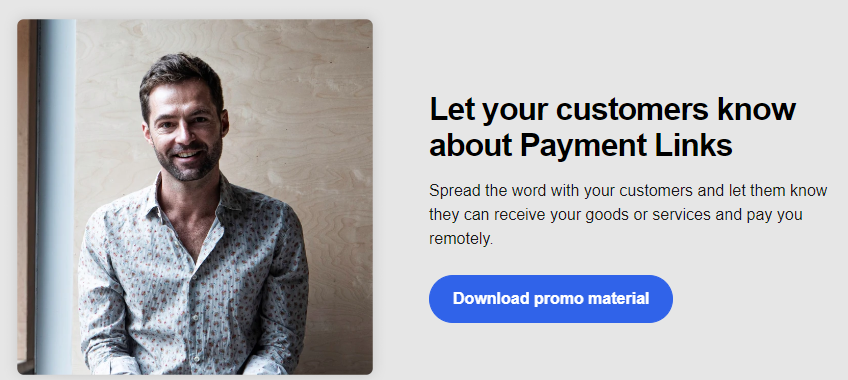 Let your customers know
about Payment Links
Spread the word with your customers and let them know
they can receive your goods or services and pay you
remotely.
Download promo material